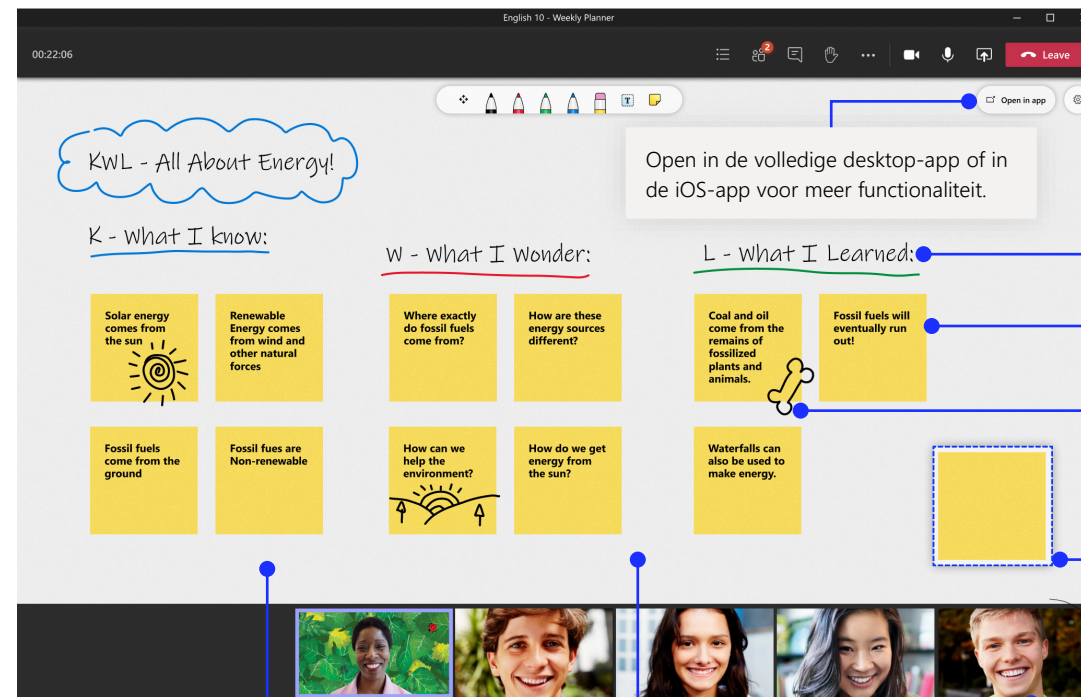 English 10 - Weekly Planner
00:22:06
2
Leave
T
Open in app
Open in de volledige desktop-app of in
de iOS-app voor meer functionaliteit.
KWL - All About Energy!
K - What I know:
W - What I Wonder:
L - What I Learned:
Solar energy
comes from
the sun
Renewable
Energy comes
from wind and
other natural
forces
Where exactly
do fossil fuels
come from?
How are these
energy sources
different?
Coal and oil
come from the
remains of
fossilized
plants and
animals.
Fossil fuels will
eventually run
out!
Fossil fuels
come from the
ground
Fossil fues are
Non-renewable
How can we
help the
environment?
How do we get
energy from
the sun?
Waterfalls can
also be used to
make energy.